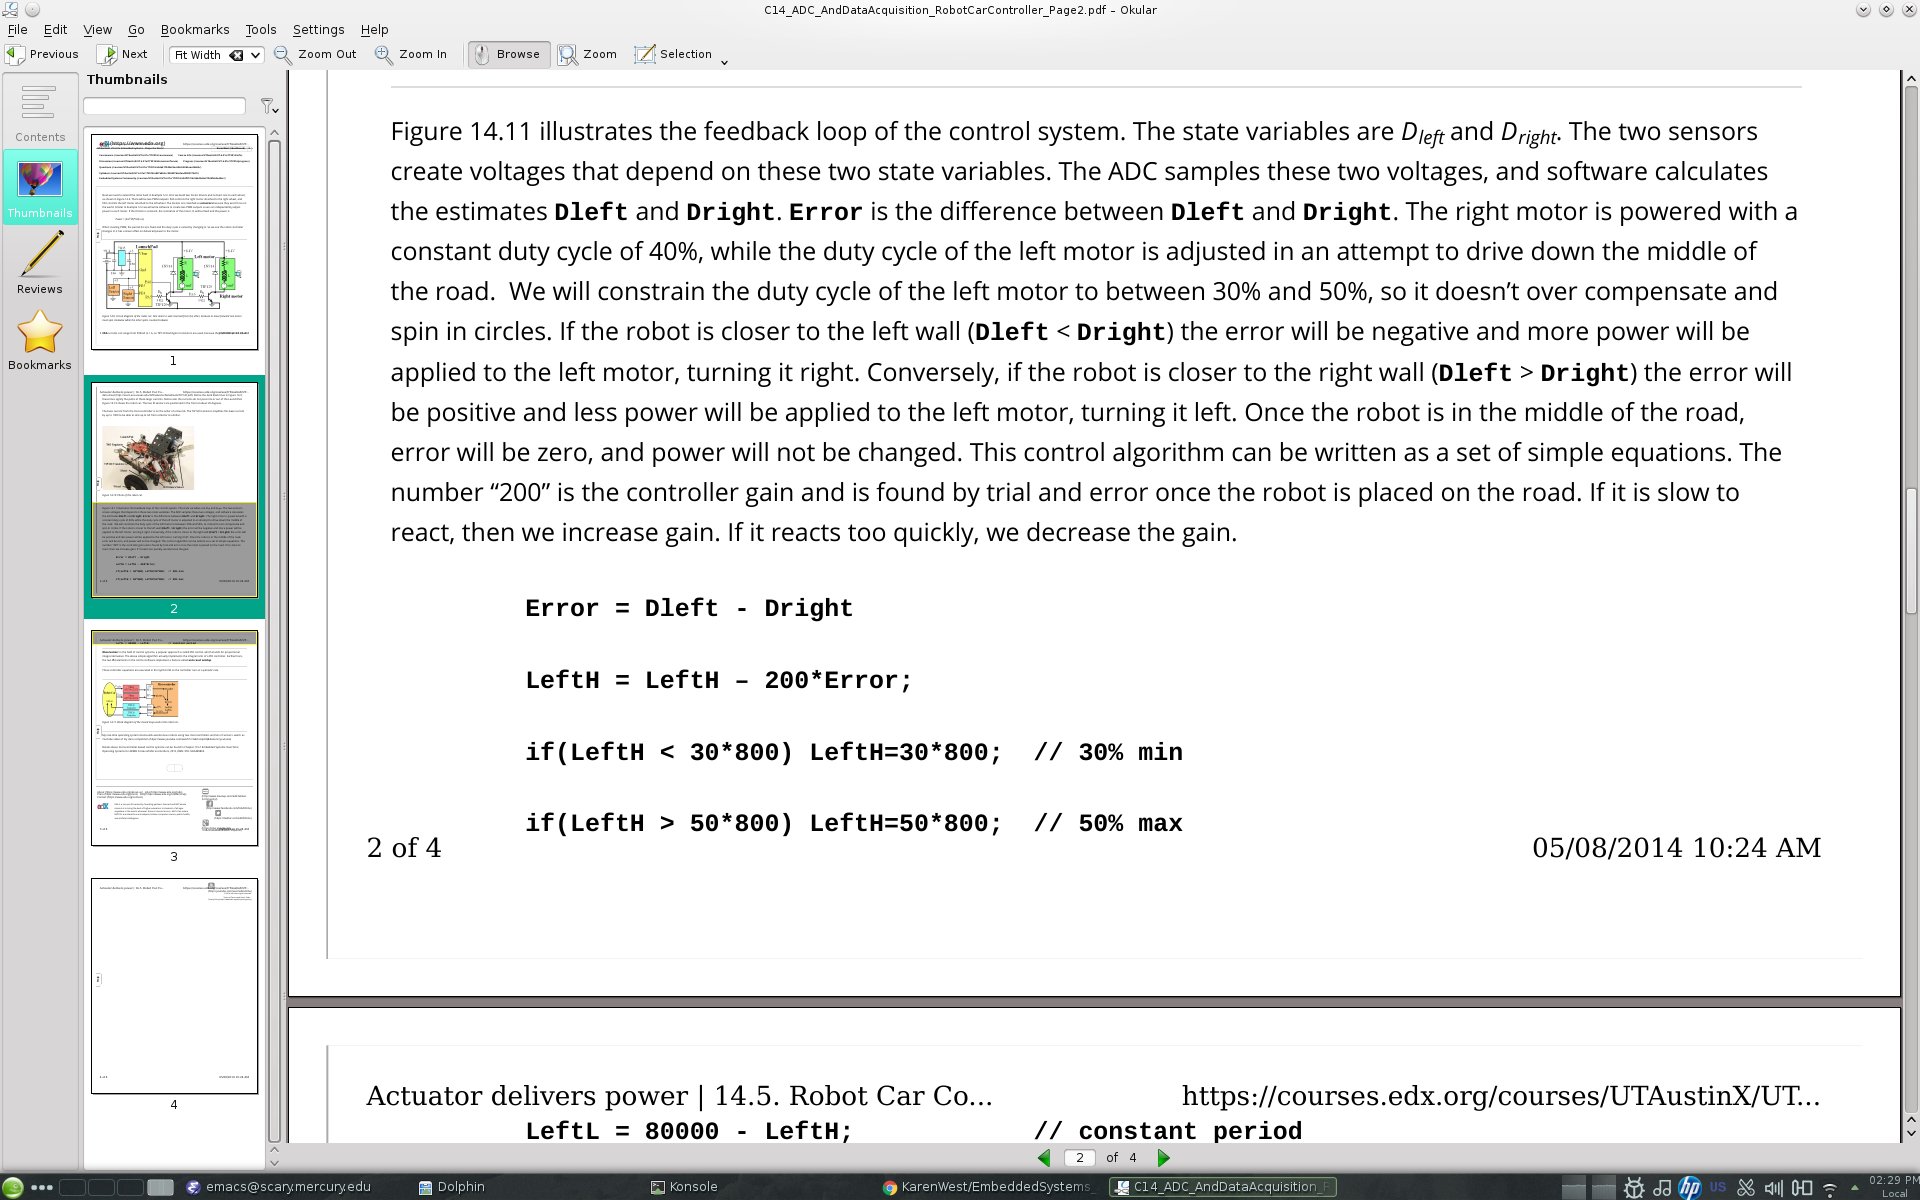 C14_ADC_AndDataAcquisition_RobotCarController_Page2.pdf – Okular
File Edit View Go Bookmarks Tools Settings Help
Previous Next Fit Width Zoom Out Zoom In Browse Zoom Selection
Thumbnails
Contents
Thumbnails
Reviews
Bookmarks
1
2
3
4
Figure 14.11 illustrates the feedback loop of the control system. The state variables are Dleft and Dright. The two sensors
create voltages that depend on these two state variables. The ADC samples these two voltages, and software calculates
the estimates Dleft and Dright. Error is the difference between Dleft and Dright. The right motor is powered with a
constant duty cycle of 40%, while the duty cycle of the left motor is adjusted in an attempt to drive down the middle of
the road.  We will constrain the duty cycle of the left motor to between 30% and 50%, so it doesn’t over compensate and
spin in circles. If the robot is closer to the left wall (Dleft < Dright) the error will be negative and more power will be
applied to the left motor, turning it right. Conversely, if the robot is closer to the right wall (Dleft > Dright) the error will
be positive and less power will be applied to the left motor, turning it left. Once the robot is in the middle of the road,
error will be zero, and power will not be changed. This control algorithm can be written as a set of simple equations. The
number “200” is the controller gain and is found by trial and error once the robot is placed on the road. If it is slow to
react, then we increase gain. If it reacts too quickly, we decrease the gain.
Error = Dleft - Dright
LeftH = LeftH – 200*Error;
if(LeftH < 30*800) LeftH=30*800;  // 30% min
if(LeftH > 50*800) LeftH=50*800;  // 50% max
2 of 4 05/08/2014 10:24 AM
Actuator delivers power | 14.5. Robot Car Co... https://courses.edx.org/courses/UTAustinX/UT...
LeftL = 80000 - LeftH; // constant period
2 of 4
emacs@scary.mercury.edu Dolphin Konsole KarenWest/EmbeddedSystems C14_ADC_AndDataAcquisition_ US 02:29 PM
Local